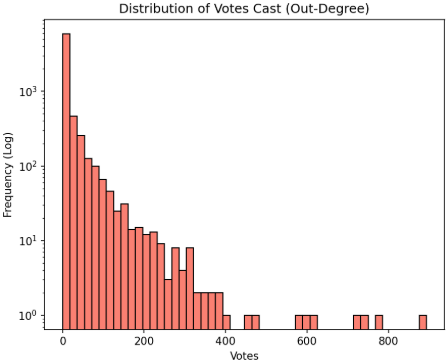 Distribution of Votes Cast (Out-Degree)
Frequency (Log)
10³
10²
10¹
10⁰
0 200 400 600 800
Votes